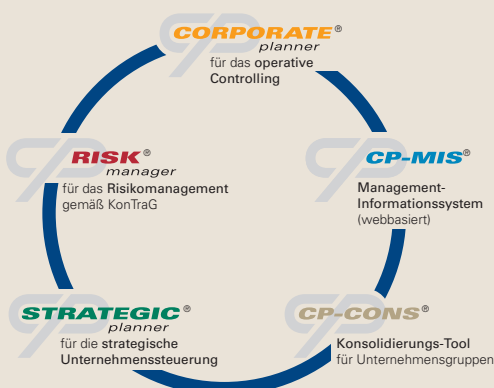 CORPORATE®
planner
für das operative
Controlling
RISK®
manager
für das Risikomanagement
gemäß KonTraG
CP-MIS®
Management-
Informationssystem
(webbasiert)
STRATEGIC®
planner
für die strategische
Unternehmenssteuerung
CP-CONS®
Konsolidierungs-Tool
für Unternehmensgruppen